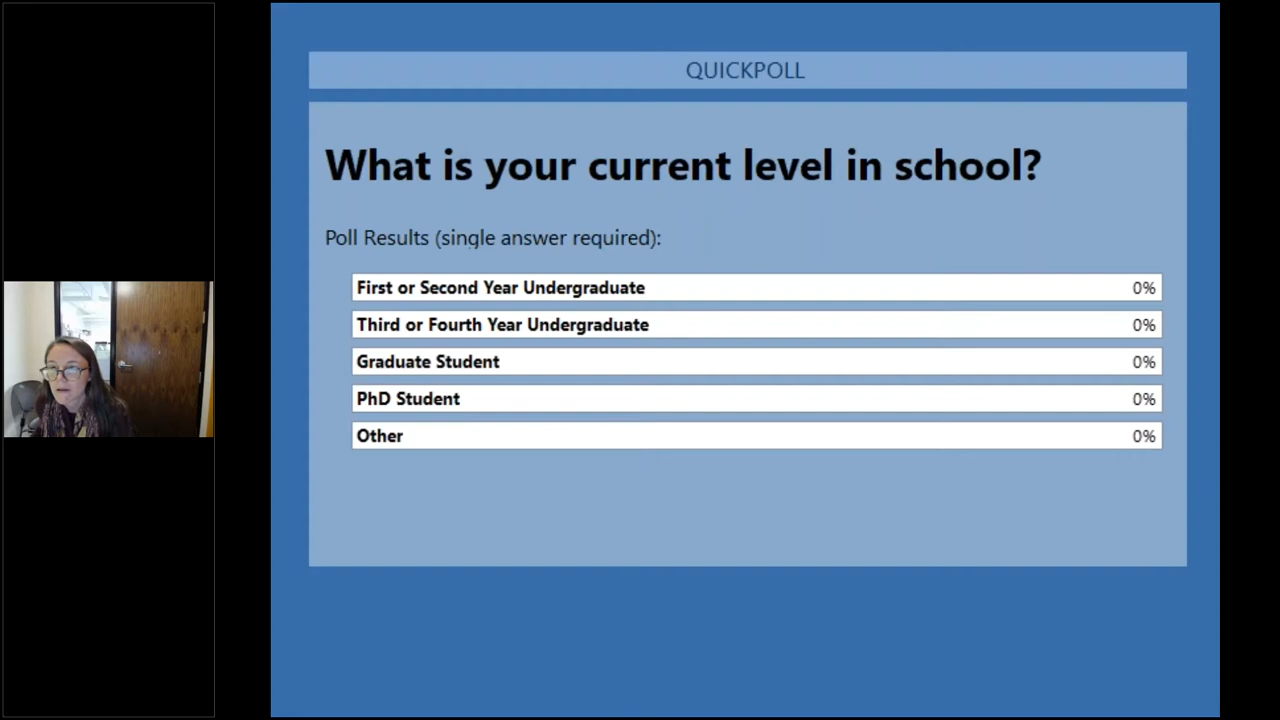 QUICKPOLL
What is your current level in school?
Poll Results (single answer required):
First or Second Year Undergraduate 0%
Third or Fourth Year Undergraduate 0%
Graduate Student 0%
PhD Student 0%
Other 0%